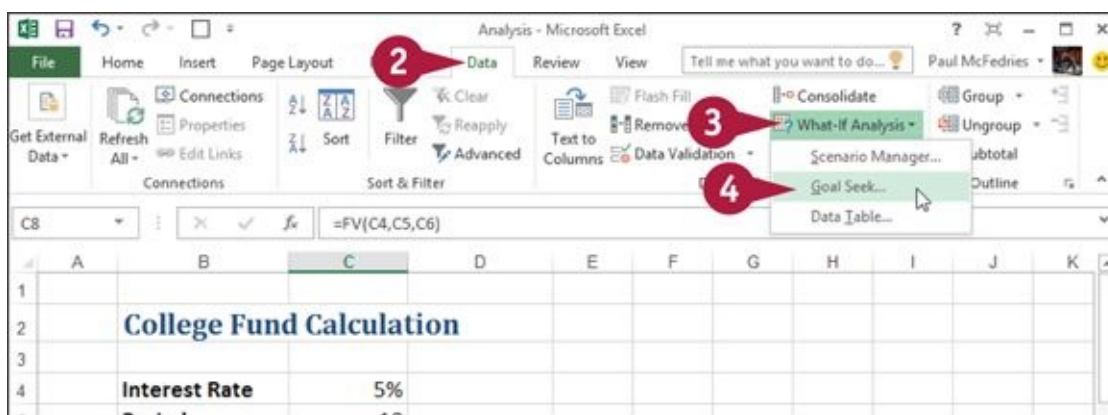 Analysis - Microsoft Excel
?
File Home Insert Page Layout 2 Data Review View Tell me what you want to do... Paul McFedries
Get External Data
Refresh All
Connections
Properties
Edit Links
Connections
Sort
Filter
Clear
Reapply
Advanced
Sort & Filter
Text to Columns
Flash Fill
Remove
Data Validation
3
Consolidate
What-If Analysis
Scenario Manager...
4
Goal Seek...
Data Table...
Group
Ungroup
ubtotal
Outline
C8 fx =FV(C4,C5,C6)
A B C D E F G H I J K
1
2 College Fund Calculation
3
4 Interest Rate 5%